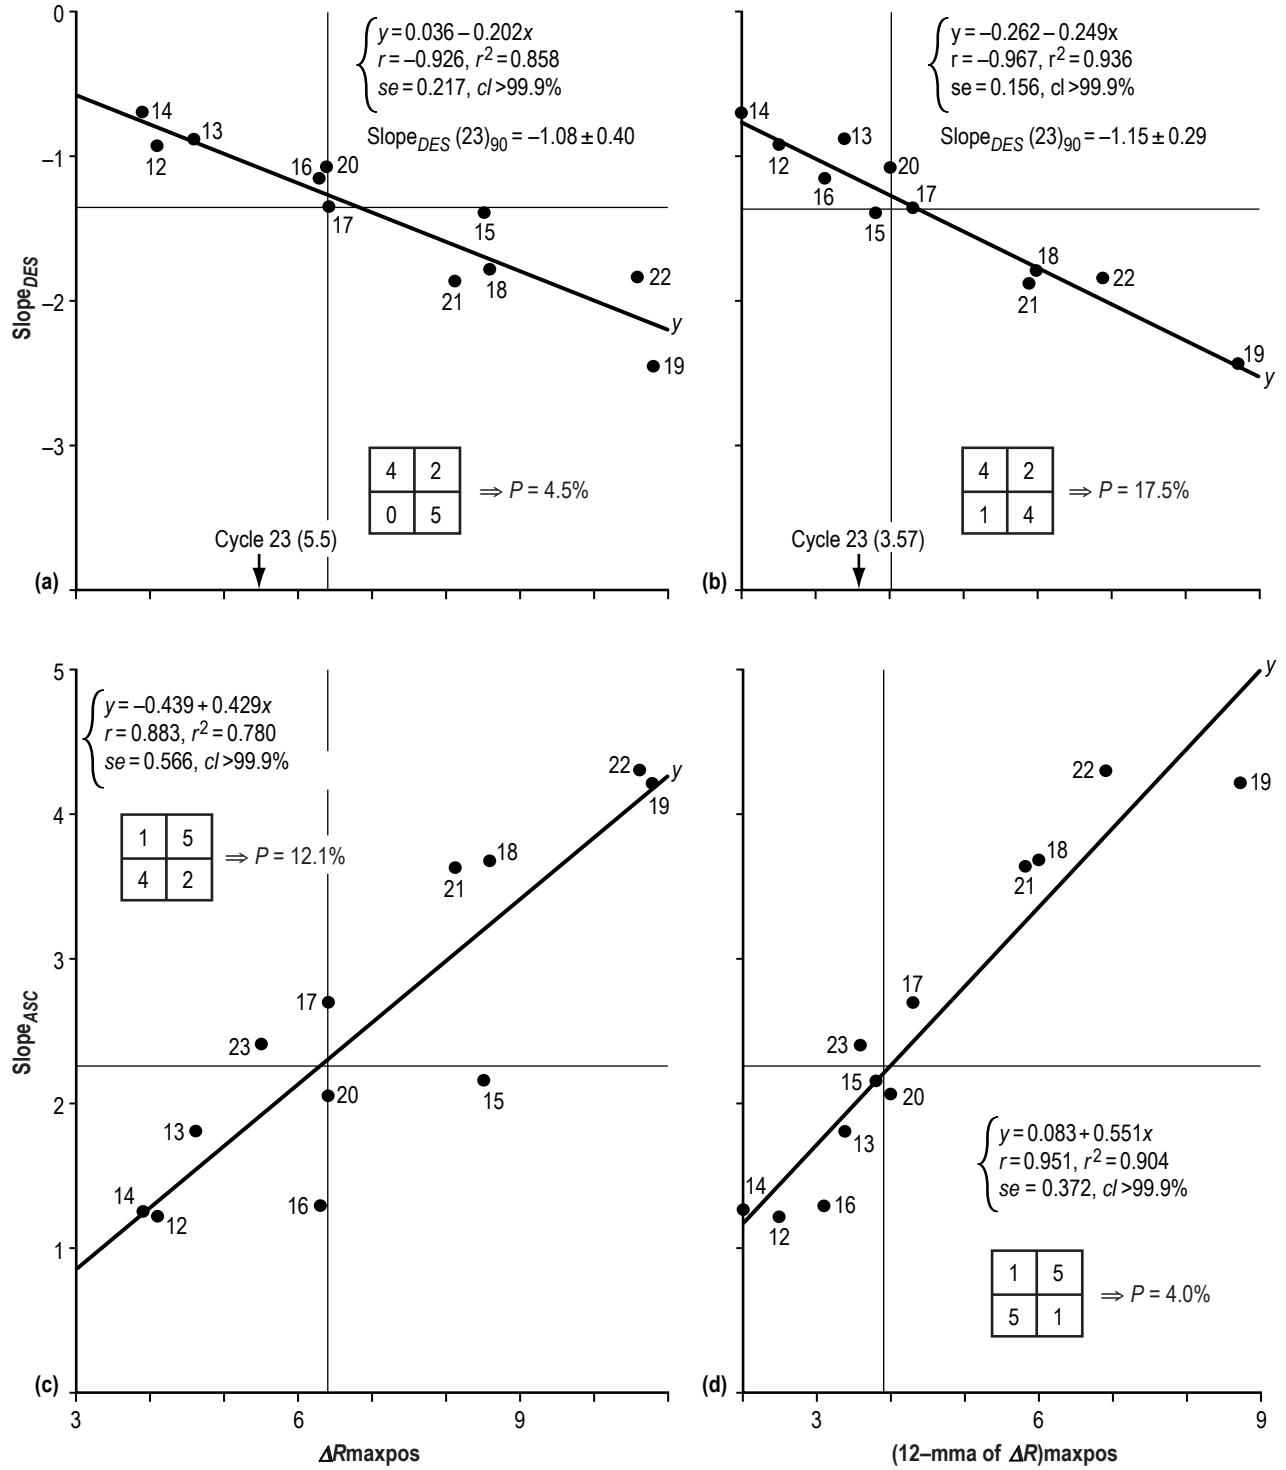 0
–1
–2
–3
Slope DES
y = 0.036 – 0.202x
r = –0.926, r² = 0.858
se = 0.217, cl >99.9%
Slope DES (23)90 = –1.08 ± 0.40
14
13
12
16
20
17
15
21
18
22
y
19
4 2
0 5
⇒ P = 4.5%
Cycle 23 (5.5)
(a)
y = –0.262 – 0.249x
r = –0.967, r² = 0.936
se = 0.156, cl >99.9%
Slope DES (23)90 = –1.15 ± 0.29
14
13
12
20
16
17
15
18
22
21
19
y
4 2
1 4
⇒ P = 17.5%
Cycle 23 (3.57)
(b)
5
4
3
2
1
Slope ASC
y = –0.439 + 0.429x
r = 0.883, r² = 0.780
se = 0.566, cl >99.9%
1 5
4 2
⇒ P = 12.1%
22
y
19
18
21
17
23
20
15
13
14
16
12
(c)
3
6
9
ΔRmaxpos
y
22
19
18
21
17
23
15
20
13
14
16
12
y = 0.083 + 0.551x
r = 0.951, r² = 0.904
se = 0.372, cl >99.9%
1 5
5 1
⇒ P = 4.0%
(d)
3
6
9
(12–mma of ΔR)maxpos